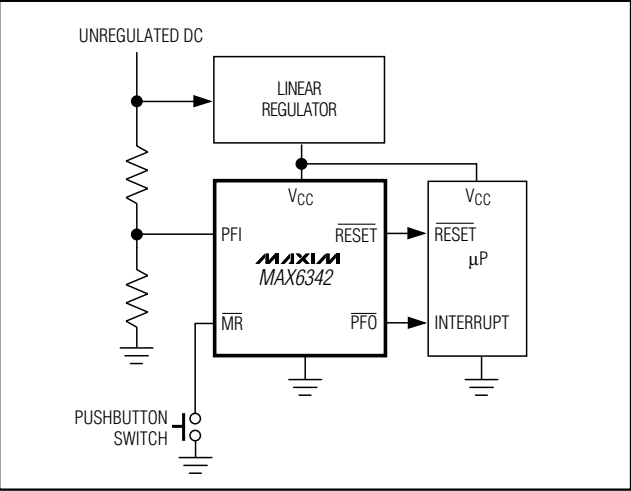 UNREGULATED DC
LINEAR
REGULATOR
VCC
VCC
PFI
RESET
RESET
MAXIM
MAX6342
µP
MR
PFO
INTERRUPT
PUSHBUTTON
SWITCH